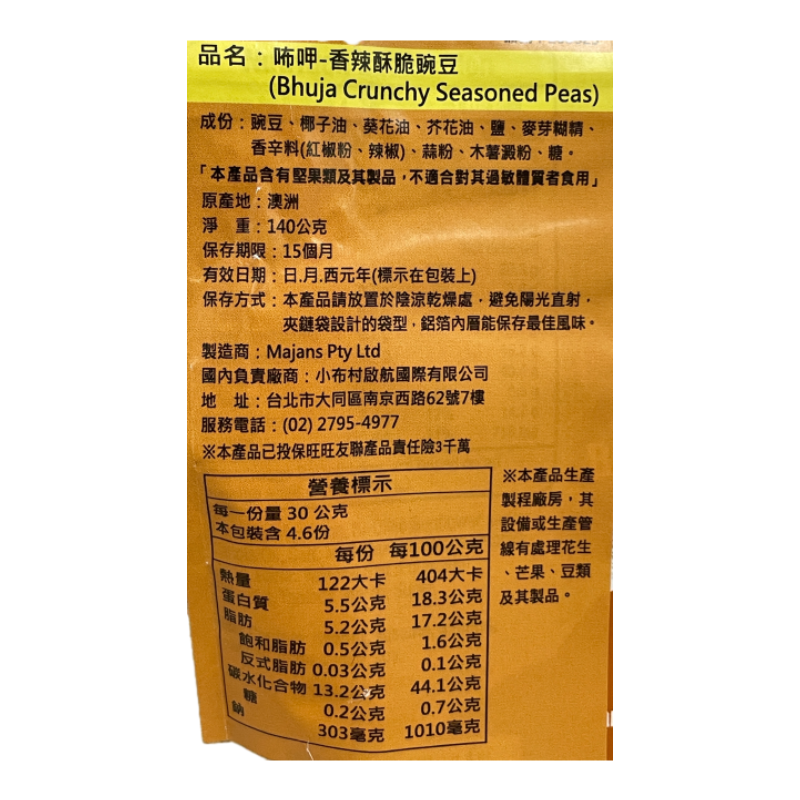 品名：咘呷-香辣酥脆豌豆
(Bhuja Crunchy Seasoned Peas)
成份：豌豆、椰子油、葵花油、芥花油、鹽、麥芽糊精、
香辛料(紅椒粉、辣椒)、蒜粉、木薯澱粉、糖。
「本產品含有堅果類及其製品，不適合對其過敏體質者食用」
原產地：澳洲
淨　重：140公克
保存期限：15個月
有效日期：日.月.西元年(標示在包裝上)
保存方式：本產品請放置於陰涼乾燥處，避免陽光直射，
夾鏈袋設計的袋型，鋁箔內層能保存最佳風味。
製造商：Majans Pty Ltd
國內負責廠商：小布村啟航國際有限公司
地　址：台北市大同區南京西路62號7樓
服務電話：(02) 2795-4977
※本產品已投保旺旺友聯產品責任險3千萬
營養標示
每一份量 30 公克
本包裝含 4.6份
每份 每100公克
熱量 122大卡 404大卡
蛋白質 5.5公克 18.3公克
脂肪 5.2公克 17.2公克
飽和脂肪 0.5公克 1.6公克
反式脂肪 0.03公克 0.1公克
碳水化合物 13.2公克 44.1公克
糖 0.2公克 0.7公克
鈉 303毫克 1010毫克
※本產品生產
製程廠房，其
設備或生產管
線有處理花生
、芒果、豆類
及其製品。